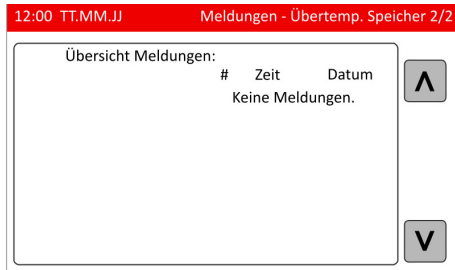 12:00 TT.MM.JJ Meldungen - Übertemp. Speicher 2/2
Übersicht Meldungen:
# Zeit Datum
Keine Meldungen.